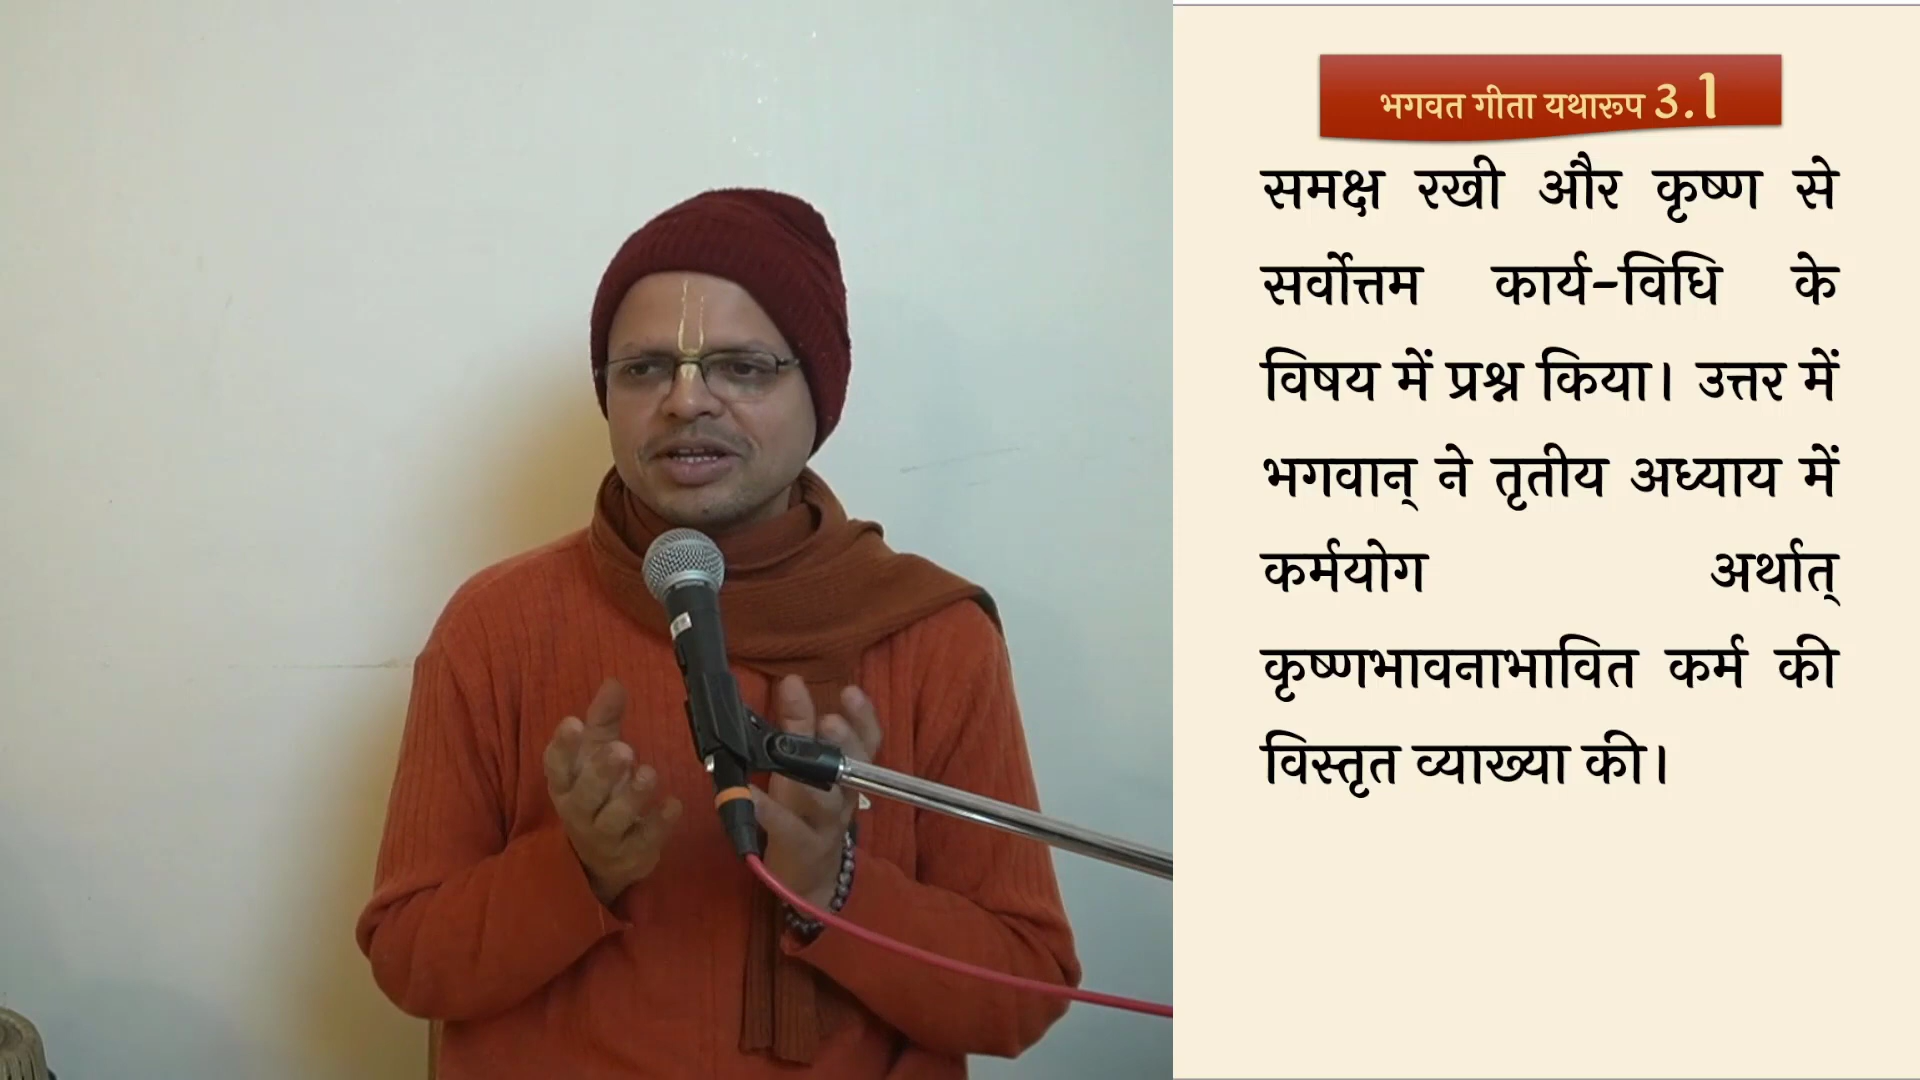 भगवत गीता यथारूप 3.1
समक्ष रखी और कृष्ण से
सर्वोत्तम कार्य-विधि के
विषय में प्रश्न किया। उत्तर में
भगवान् ने तृतीय अध्याय में
कर्मयोग अर्थात्
कृष्णभावनाभावित कर्म की
विस्तृत व्याख्या की।